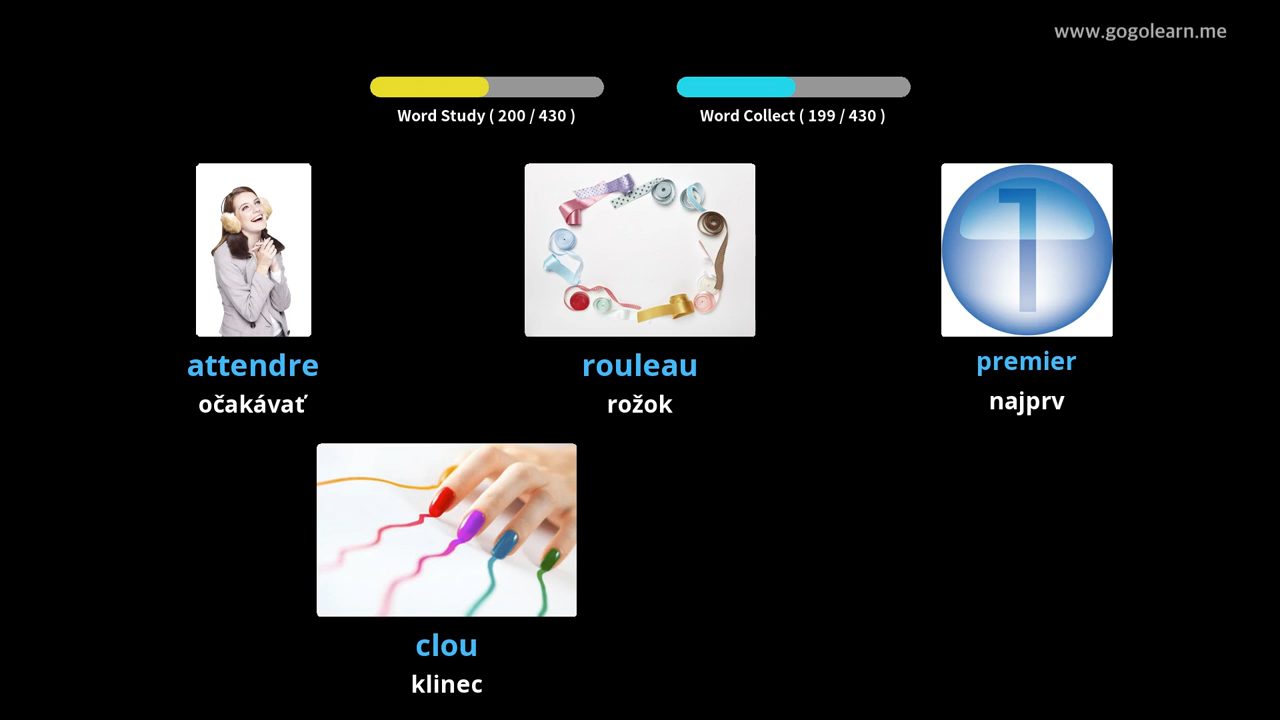 www.gogolearn.me
Word Study ( 200 / 430 )
Word Collect ( 199 / 430 )
attendre
očakávať
rouleau
rožok
1
premier
najprv
clou
klinec